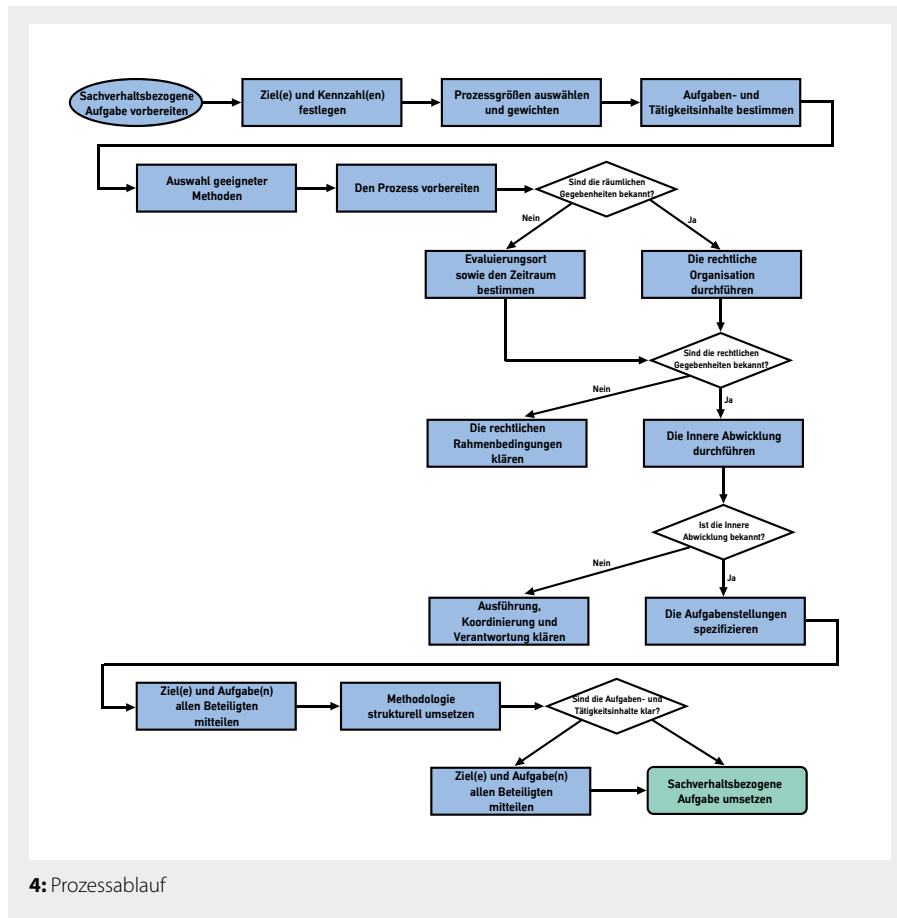 Sachverhaltsbezogene
Aufgabe vorbereiten
Ziel(e) und Kennzahl(en)
festlegen
Prozessgrößen auswählen
und gewichten
Aufgaben- und
Tätigkeitsinhalte bestimmen
Auswahl geeigneter
Methoden
Den Prozess vorbereiten
Sind die räumlichen
Gegebenheiten bekannt?
Nein
Ja
Evaluierungsort
sowie den Zeitraum
bestimmen
Die rechtliche
Organisation
durchführen
Sind die rechtlichen
Gegebenheiten bekannt?
Nein
Ja
Die rechtlichen
Rahmenbedingungen
klären
Die Innere Abwicklung
durchführen
Ist die Innere
Abwicklung bekannt?
Nein
Ja
Ausführung,
Koordinierung und
Verantwortung klären
Die Aufgabenstellungen
spezifizieren
Ziel(e) und Aufgabe(n)
allen Beteiligten
mitteilen
Methodologie
strukturell umsetzen
Sind die Aufgaben- und
Tätigkeitsinhalte klar?
Ziel(e) und Aufgabe(n)
allen Beteiligten
mitteilen
Sachverhaltsbezogene
Aufgabe umsetzen
4: Prozessablauf